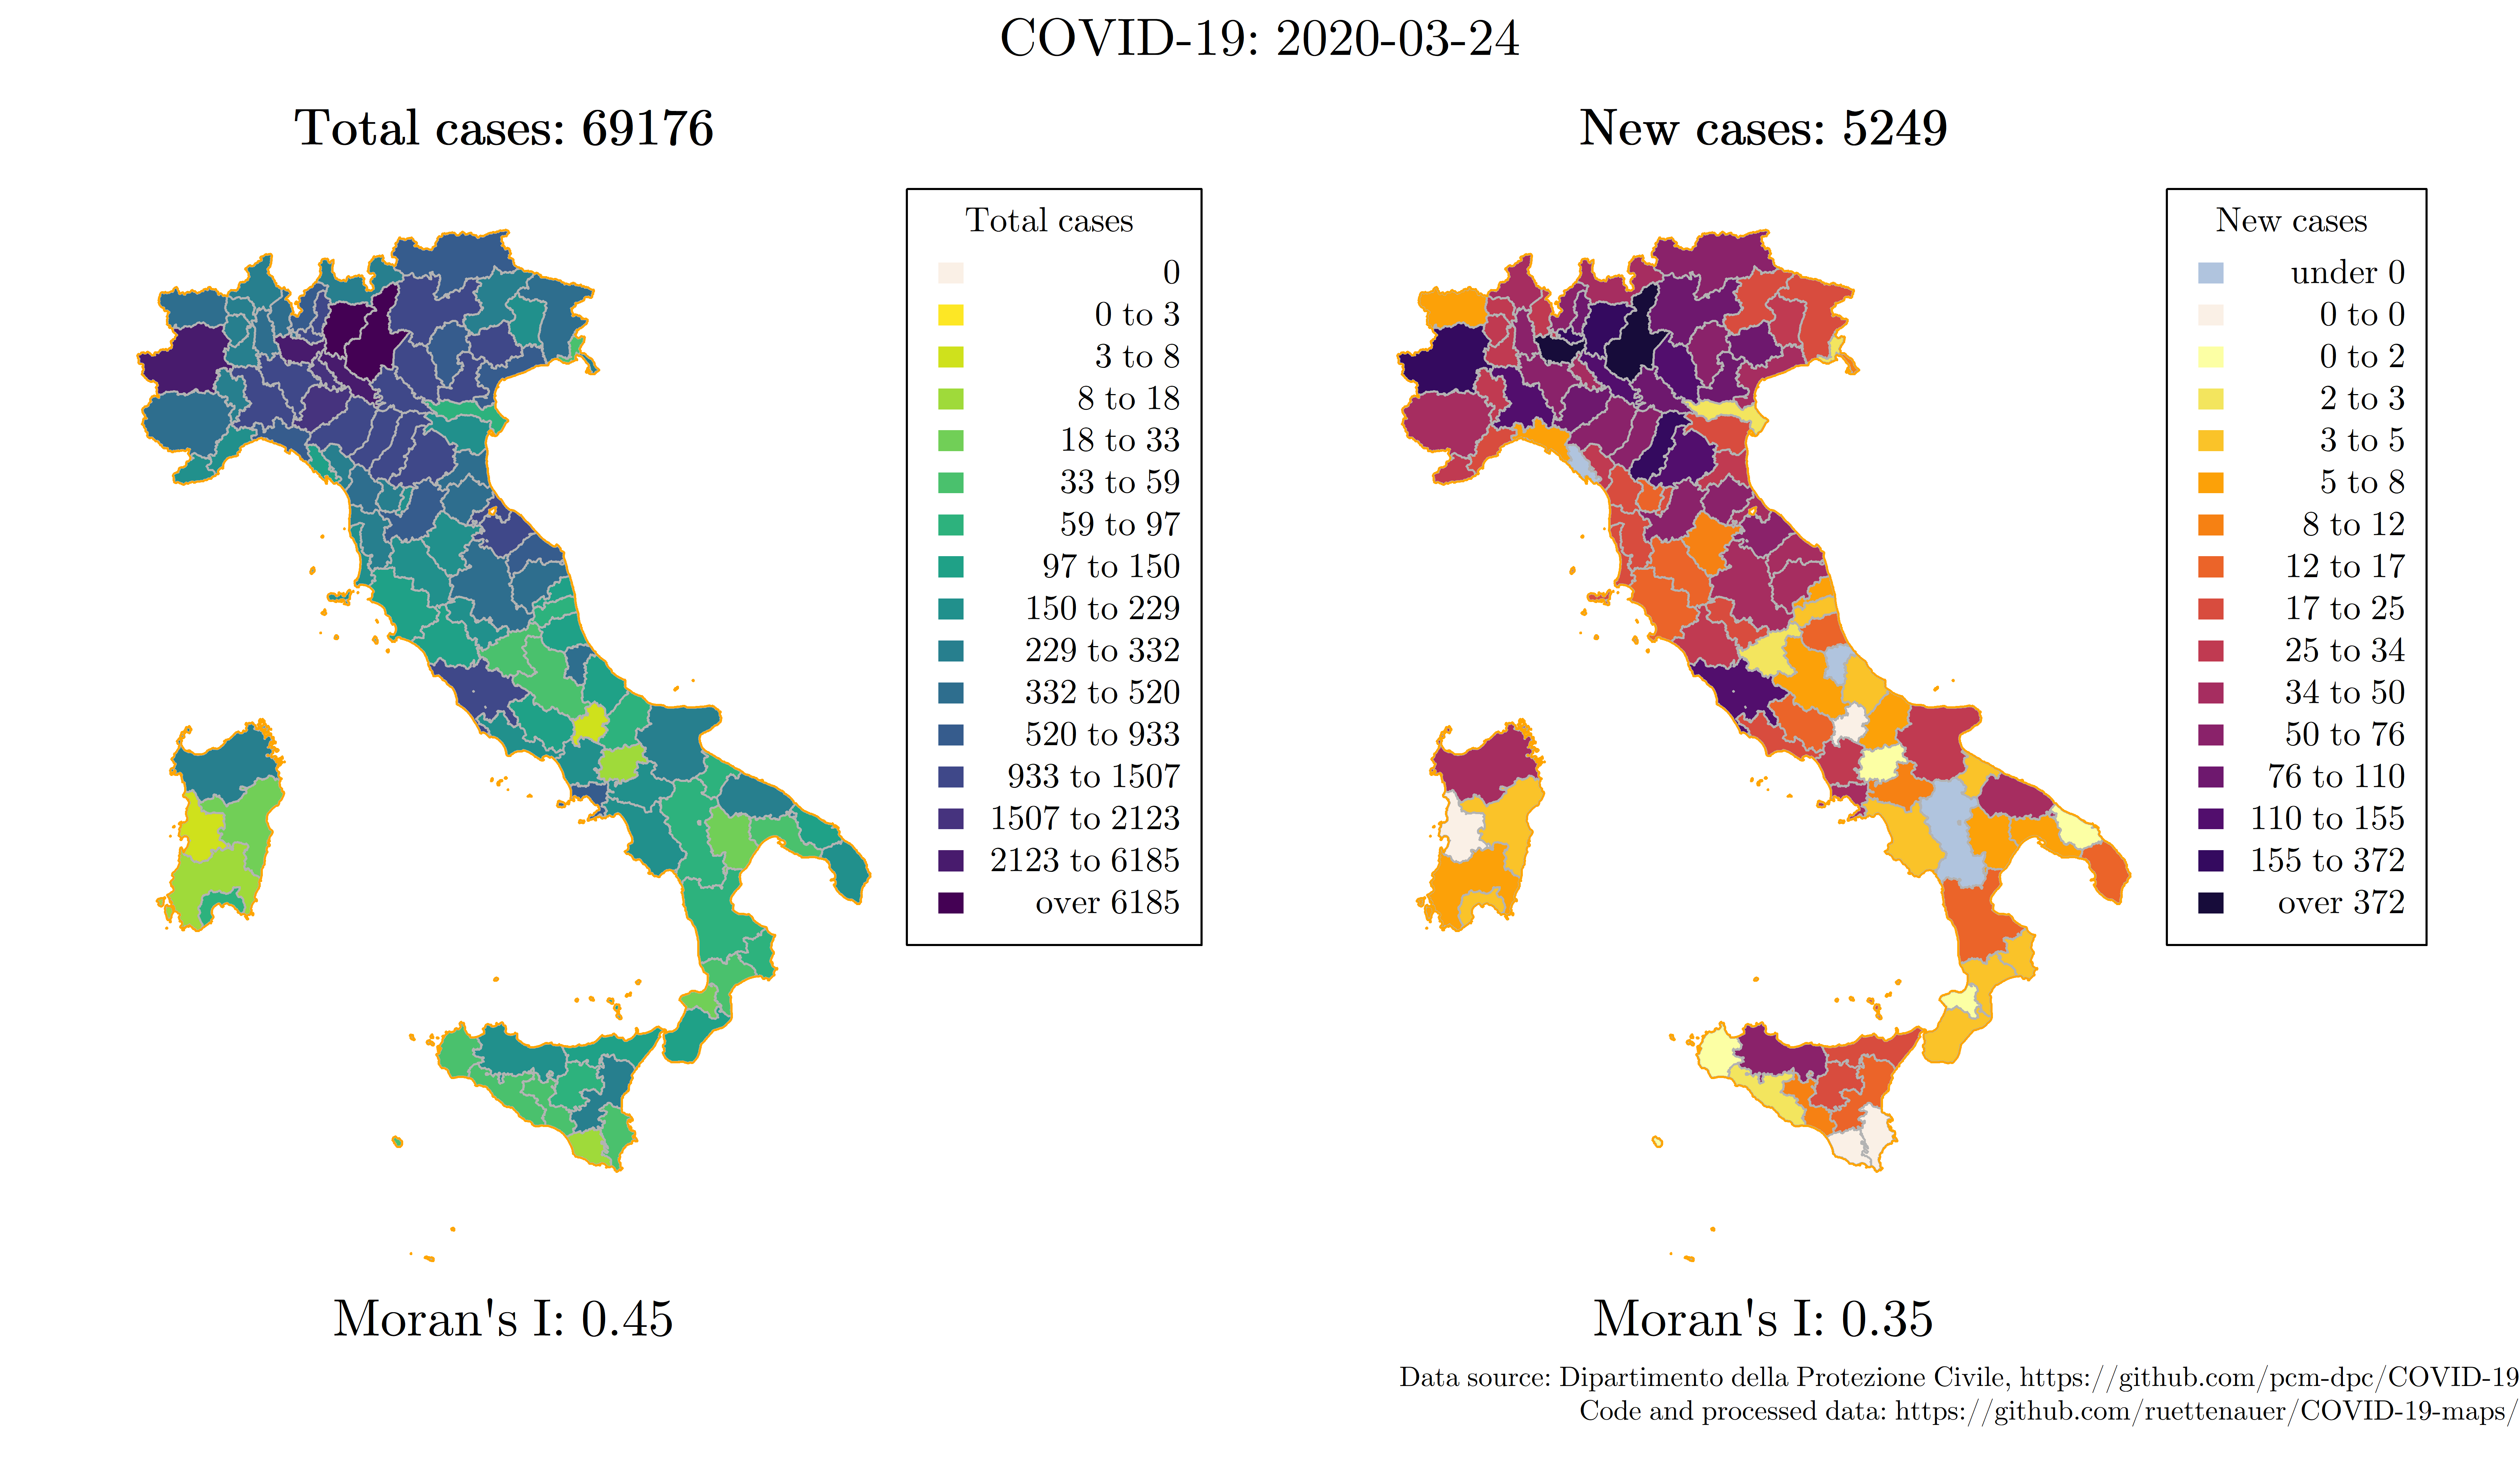 COVID-19: 2020-03-24
Total cases: 69176
Total cases
0
0 to 3
3 to 8
8 to 18
18 to 33
33 to 59
59 to 97
97 to 150
150 to 229
229 to 332
332 to 520
520 to 933
933 to 1507
1507 to 2123
2123 to 6185
over 6185
Moran's I: 0.45
New cases: 5249
New cases
under 0
0 to 0
0 to 2
2 to 3
3 to 5
5 to 8
8 to 12
12 to 17
17 to 25
25 to 34
34 to 50
50 to 76
76 to 110
110 to 155
155 to 372
over 372
Moran's I: 0.35
Data source: Dipartimento della Protezione Civile, https://github.com/pcm-dpc/COVID-19
Code and processed data: https://github.com/ruettenauer/COVID-19-maps/